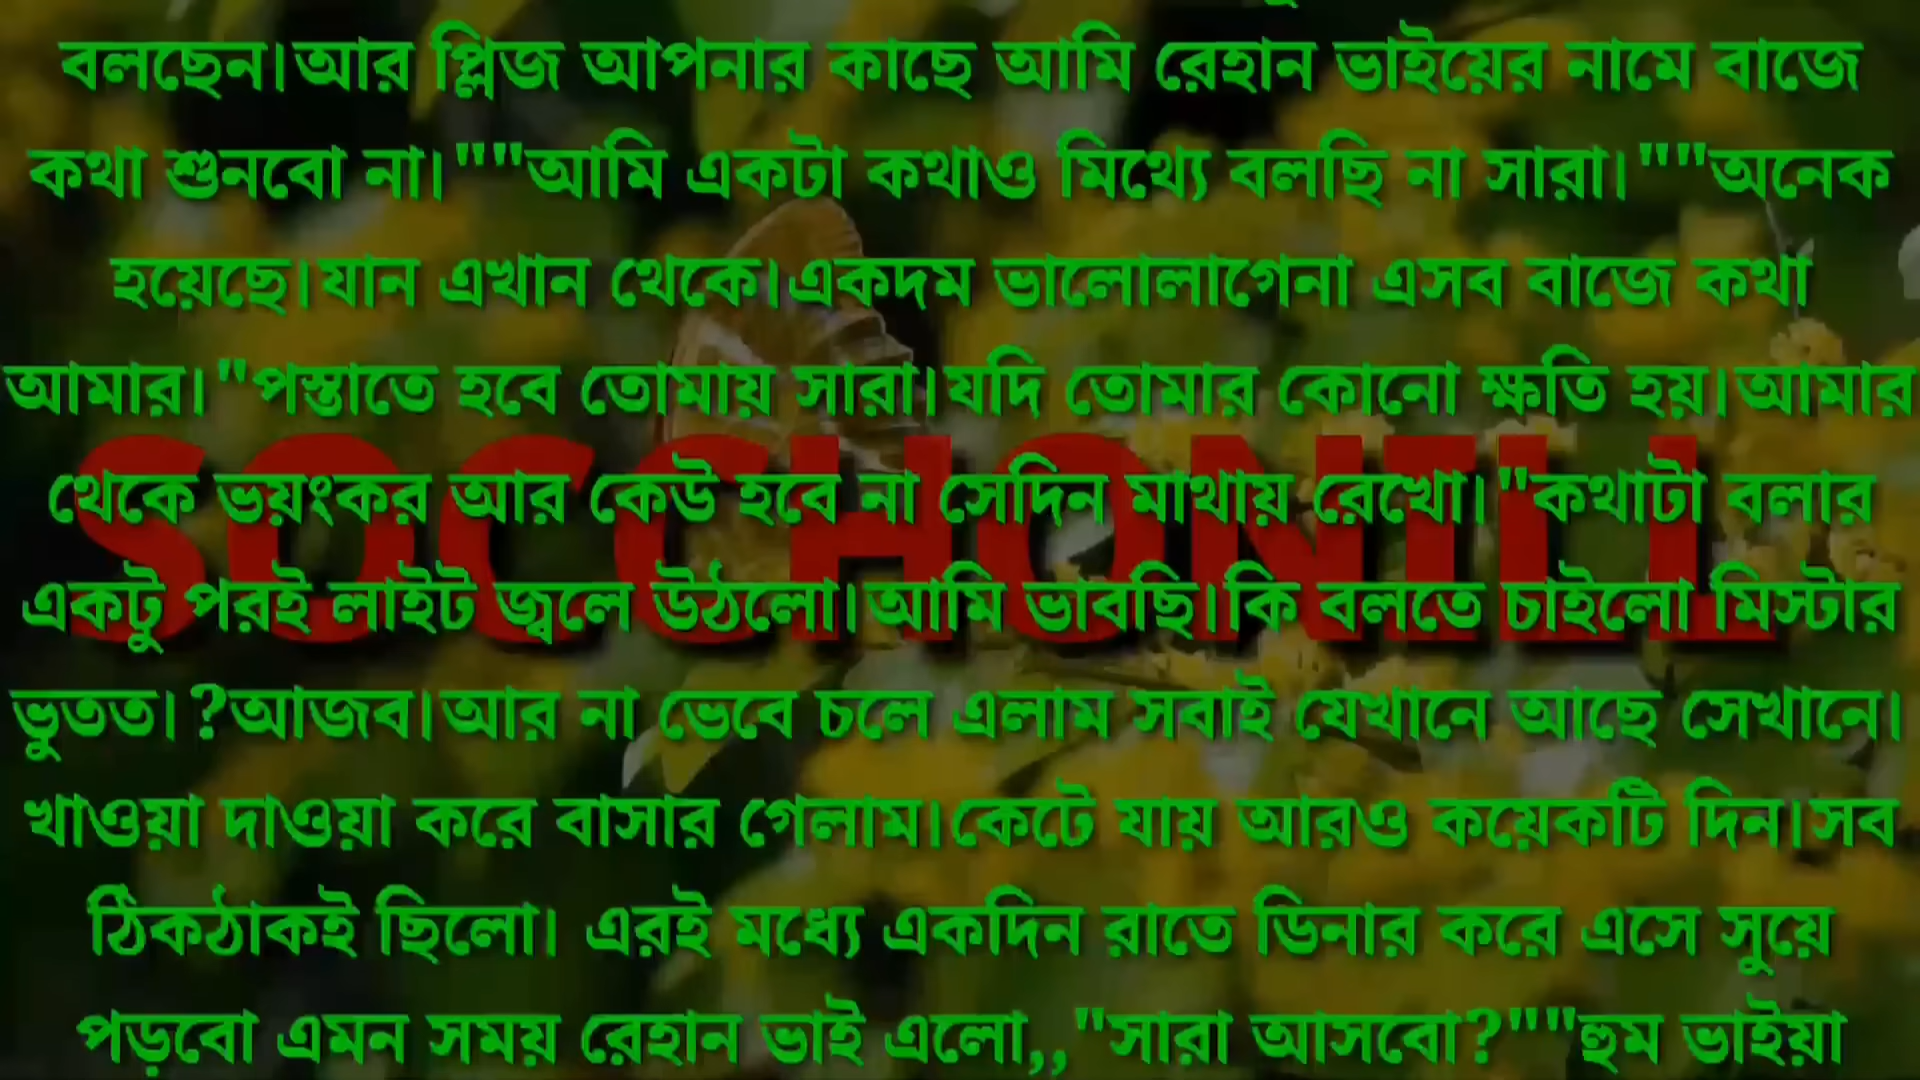 বলছেন।আর প্লিজ আপনার কাছে আমি রেহান ভাইয়ের নামে বাজে
কথা শুনবো না।""আমি একটা কথাও মিথ্যে বলছি না সারা।""অনেক
হয়েছে।যান এখান থেকে।একদম ভালোলাগেনা এসব বাজে কথা
আমার।"পস্তাতে হবে তোমায় সারা।যদি তোমার কোনো ক্ষতি হয়।আমার
থেকে ভয়ংকর আর কেউ হবে না সেদিন মাথায় রেখো।"কথাটা বলার
SOCCHONILL
একটু পরই লাইট জ্বলে উঠলো।আমি ভাবছি।কি বলতে চাইলো মিস্টার
ভুতত।?আজব।আর না ভেবে চলে এলাম সবাই যেখানে আছে সেখানে।
খাওয়া দাওয়া করে বাসার গেলাম।কেটে যায় আরও কয়েকটি দিন।সব
ঠিকঠাকই ছিলো। এরই মধ্যে একদিন রাতে ডিনার করে এসে সুয়ে
পড়বো এমন সময় রেহান ভাই এলো,,"সারা আসবো?""হুম ভাইয়া